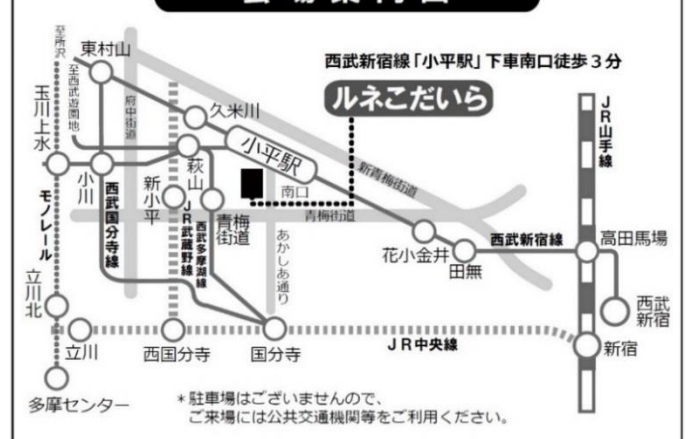 至所沢
東村山
西武新宿線「小平駅」下車南口徒歩３分
ルネこだいら
至西武遊園地
府中街道
久米川
ＪＲ山手線
玉川上水
小平駅
新青梅街道
小川
萩山
南口
新小平
青梅街道
青梅街道
モノレール
西武国分寺線
ＪＲ武蔵野線
西武多摩湖線
あかしあ通り
花小金井
田無
西武新宿線
高田馬場
立川北
西武新宿
立川
西国分寺
国分寺
ＪＲ中央線
新宿
多摩センター
＊駐車場はございませんので、
ご来場には公共交通機関等をご利用ください。